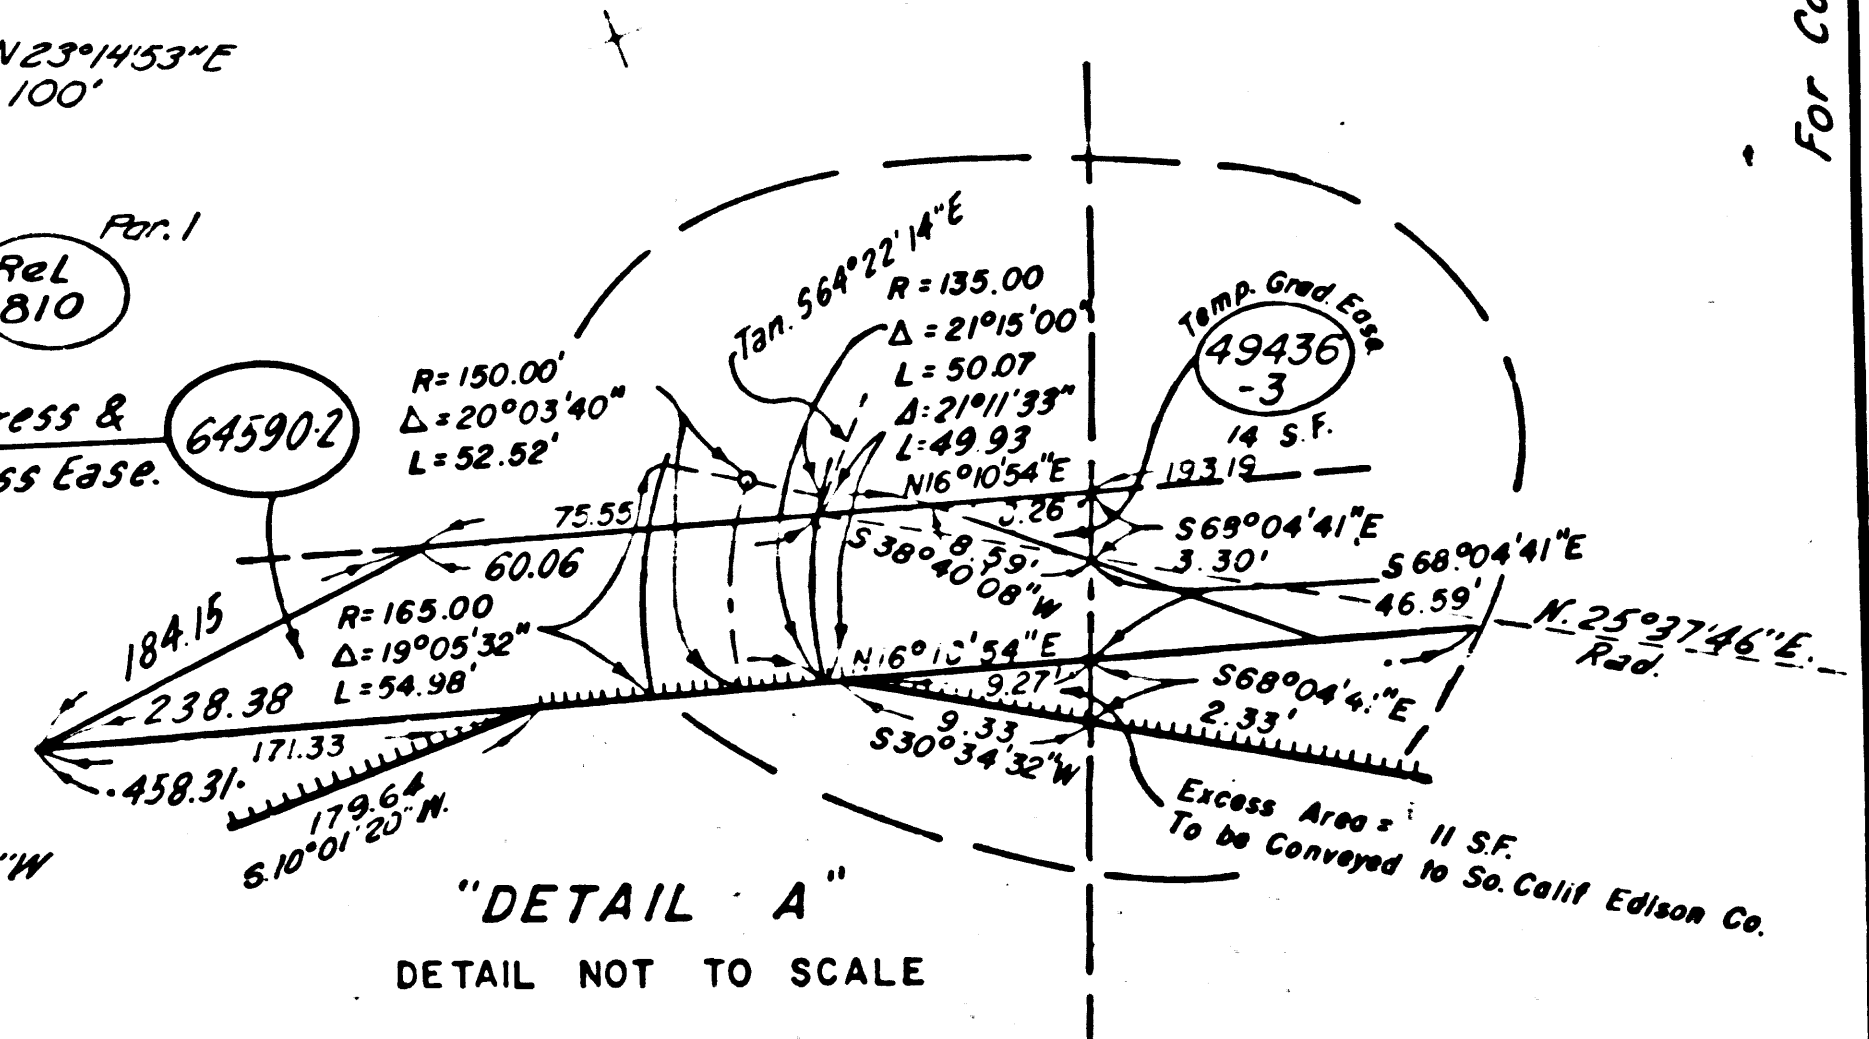 N23°14'53"E
100'
For Co
Par. 1
Rel
810
ress &
ss Ease.
64590-2
R=150.00'
Δ=20°03'40"
L=52.52'
Tan. S64°22'14"E
R=135.00
Δ=21°15'00"
L=50.07
Δ:21°11'33"
L=49.93
N16°10'54"E
Temp. Grad. Ease.
49436
-3
14 S.F.
193.19
75.55
60.06
8.59'
S38°40'08"W
S68°04'41"E
3.30'
S68°04'41"E
46.59'
N.25°37'46"E.
Rad.
184.15
R=165.00
Δ=19°05'32"
L=54.98'
238.38
171.33
458.31
179.64
S.10°01'20"W.
N16°10'54"E
9.27'
9.33
S30°34'32"W
S68°04'41"E
2.33'
Excess Area = 11 S.F.
To be Conveyed to So. Calif Edison Co.
"W
"DETAIL A"
DETAIL NOT TO SCALE